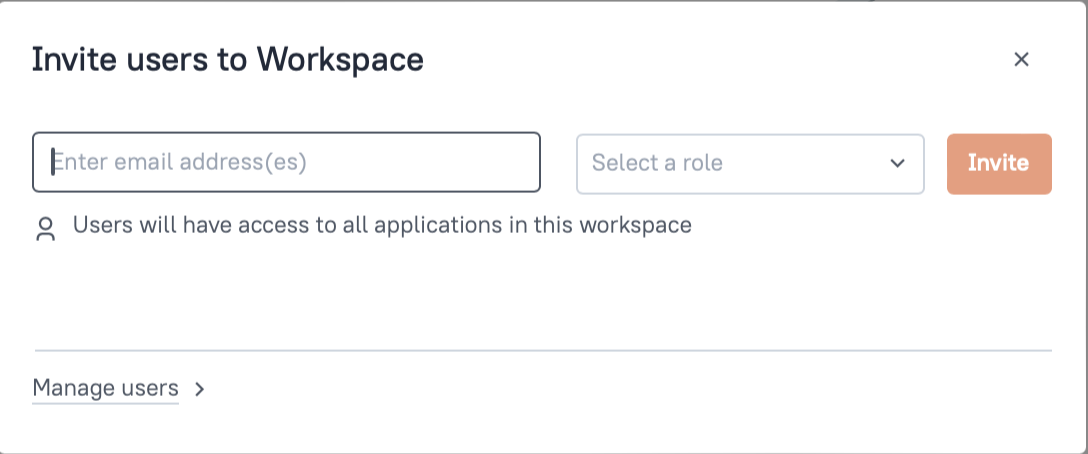 Invite users to Workspace
Enter email address(es)
Select a role
Invite
Users will have access to all applications in this workspace
Manage users